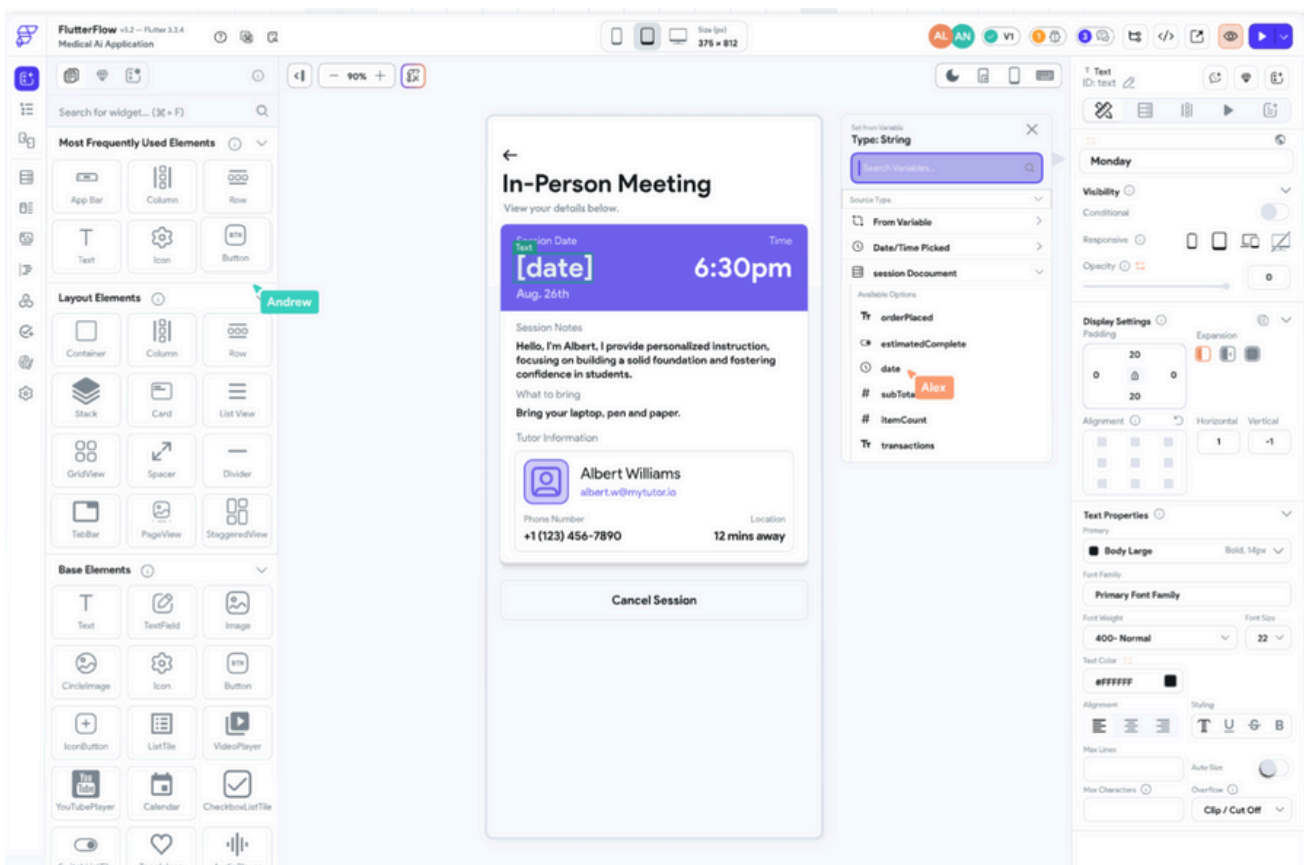 FlutterFlow v3.2 – Flutter 3.3.4
Medical Ai Application
Size (px)
375 × 812
AL AN V1 1 3
Search for widget... (⌘ + F)
Most Frequently Used Elements
App Bar Column Row
Text Icon Button
Layout Elements
Container Column Row
Stack Card List View
GridView Spacer Divider
TabBar PageView StaggeredView
Base Elements
Text TextField Image
CircleImage Icon Button
IconButton ListTile VideoPlayer
YouTubePlayer Calendar CheckboxListTile
Andrew
90%
In-Person Meeting
View your details below.
Session Date Time
Text
[date] 6:30pm
Aug. 26th
Session Notes
Hello, I'm Albert, I provide personalized instruction,
focusing on building a solid foundation and fostering
confidence in students.
What to bring
Bring your laptop, pen and paper.
Tutor Information
Albert Williams
albert.w@mytutor.io
Phone Number Location
+1 (123) 456-7890 12 mins away
Cancel Session
Set from Variable
Type: String
Search Variables...
Source Type
From Variable
Date/Time Picked
session Docoument
Available Options
orderPlaced
estimatedComplete
date
Alex
subTota
itemCount
transactions
Text
ID: text
Monday
Visibility
Conditional
Responsive
Opacity
0
Display Settings
Padding Expansion
20
0 0
20
Alignment Horizontal Vertical
1 -1
Text Properties
Primary
Body Large Bold, 14px
Font Family
Primary Font Family
Font Weight Font Size
400- Normal 22
Text Color
#FFFFFF
Alignment Styling
T U S B
Max Lines
Auto Size
Max Characters Overflow
Clip / Cut Off